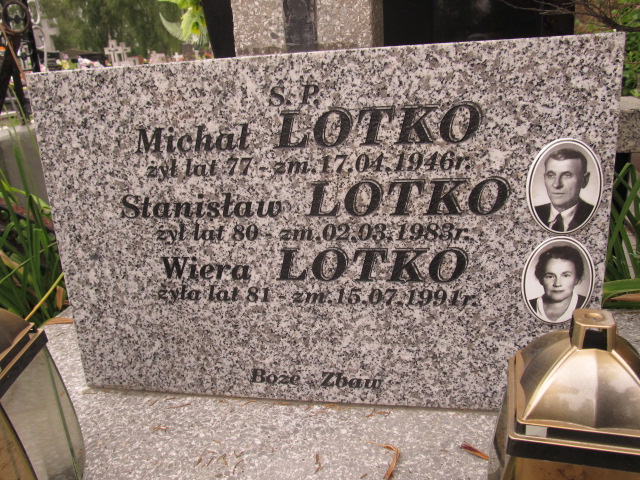 S. P.
Michał LOTKO
żył lat 77 - zm. 17.04.1946r.
Stanisław LOTKO
żył lat 80 - zm. 02.03.1983r.
Wiera LOTKO
żyła lat 81 - zm. 15.07.1991r.
Boże - Zbaw